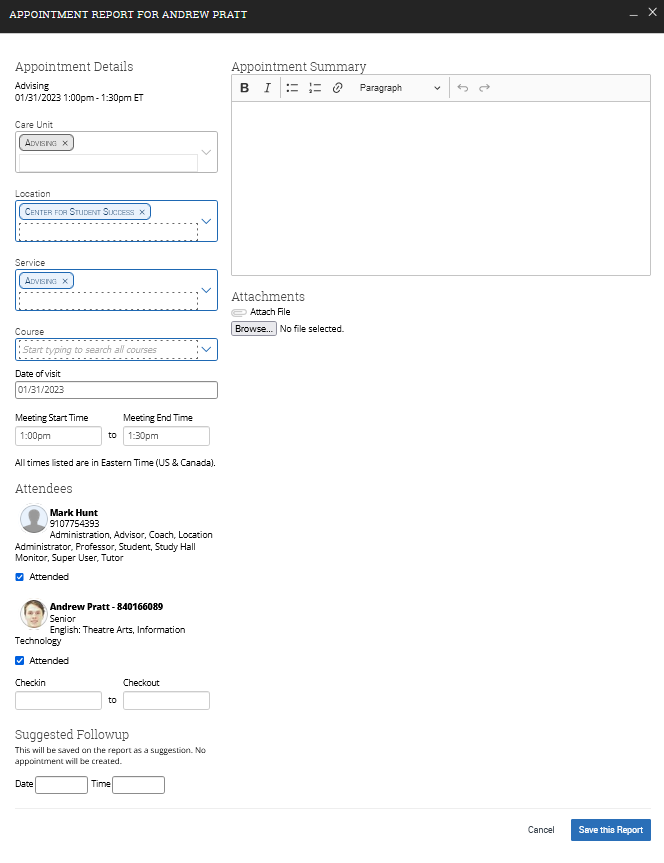 APPOINTMENT REPORT FOR ANDREW PRATT
Appointment Details
Advising
01/31/2023 1:00pm - 1:30pm ET
Care Unit
Advising ×
Location
Center for Student Success ×
Service
Advising ×
Course
Start typing to search all courses
Date of visit
01/31/2023
Meeting Start Time
Meeting End Time
1:00pm to 1:30pm
All times listed are in Eastern Time (US & Canada).
Attendees
Mark Hunt
9107754393
Administration, Advisor, Coach, Location
Administrator, Professor, Student, Study Hall
Monitor, Super User, Tutor
Attended
Andrew Pratt - 840166089
Senior
English: Theatre Arts, Information
Technology
Attended
Checkin
Checkout
to
Suggested Followup
This will be saved on the report as a suggestion. No
appointment will be created.
Date Time
Appointment Summary
B I Paragraph
Attachments
Attach File
Browse... No file selected.
Cancel Save this Report